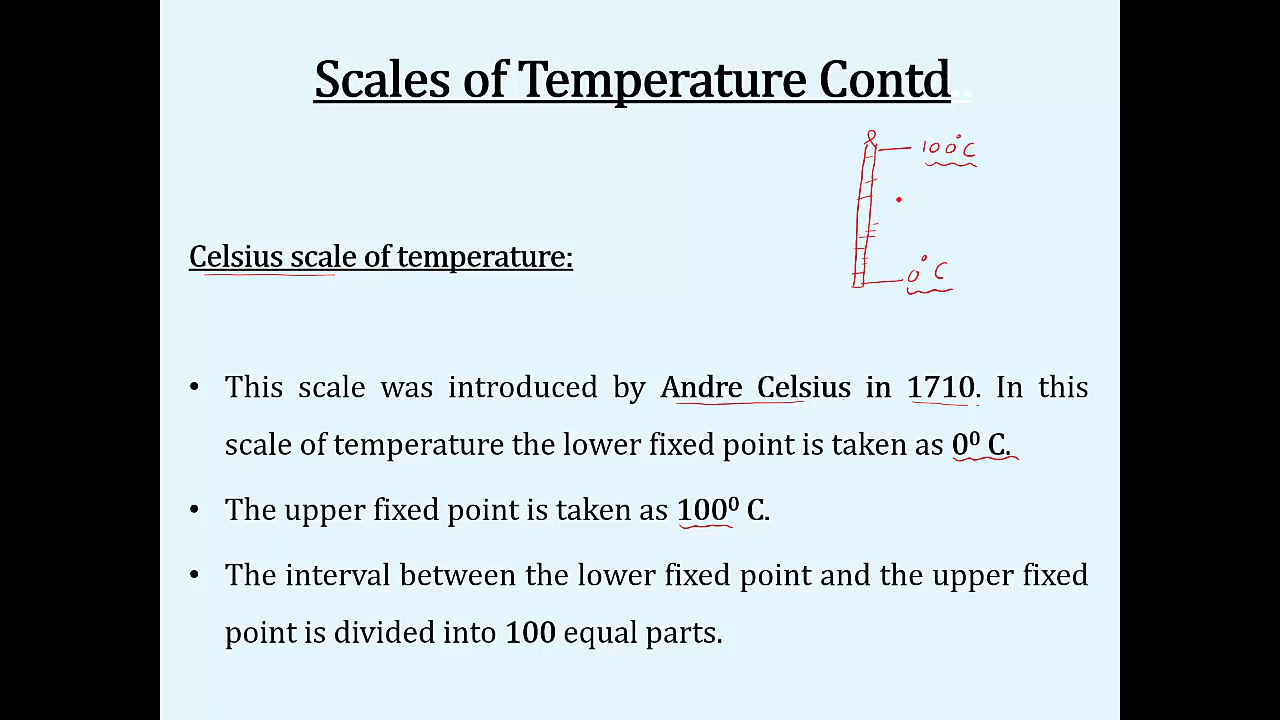 Scales of Temperature Contd..
100°C
Celsius scale of temperature:
0°C
• This scale was introduced by Andre Celsius in 1710. In this
scale of temperature the lower fixed point is taken as 0⁰ C.
• The upper fixed point is taken as 100⁰ C.
• The interval between the lower fixed point and the upper fixed
point is divided into 100 equal parts.